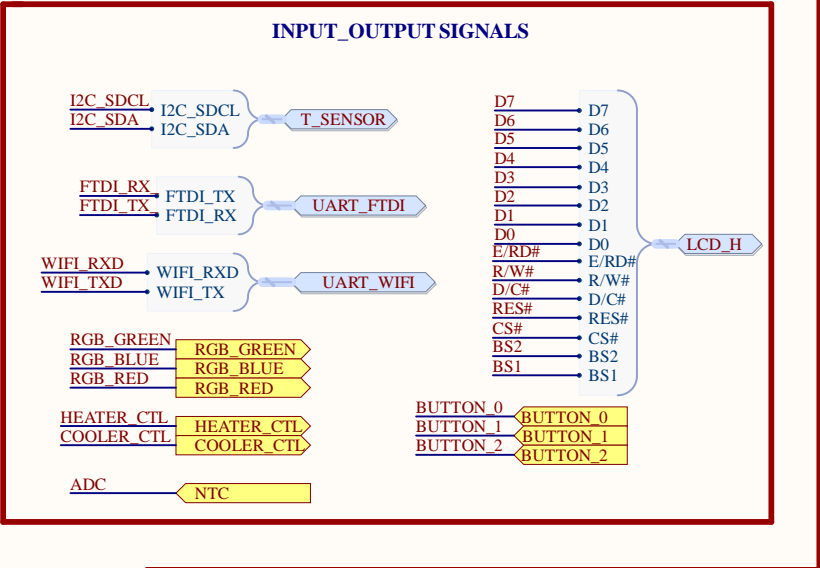 INPUT_OUTPUT SIGNALS
I2C_SDCL
I2C_SDA
I2C_SDCL
I2C_SDA
T_SENSOR
FTDI_RX
FTDI_TX
FTDI_TX
FTDI_RX
UART_FTDI
WIFI_RXD
WIFI_TXD
WIFI_RXD
WIFI_TX
UART_WIFI
RGB_GREEN
RGB_BLUE
RGB_RED
RGB_GREEN
RGB_BLUE
RGB_RED
HEATER_CTL
COOLER_CTL
HEATER_CTL
COOLER_CTL
ADC
NTC
D7
D6
D5
D4
D3
D2
D1
D0
E/RD#
R/W#
D/C#
RES#
CS#
BS2
BS1
D7
D6
D5
D4
D3
D2
D1
D0
E/RD#
R/W#
D/C#
RES#
CS#
BS2
BS1
LCD_H
BUTTON_0
BUTTON_1
BUTTON_2
BUTTON_0
BUTTON_1
BUTTON_2